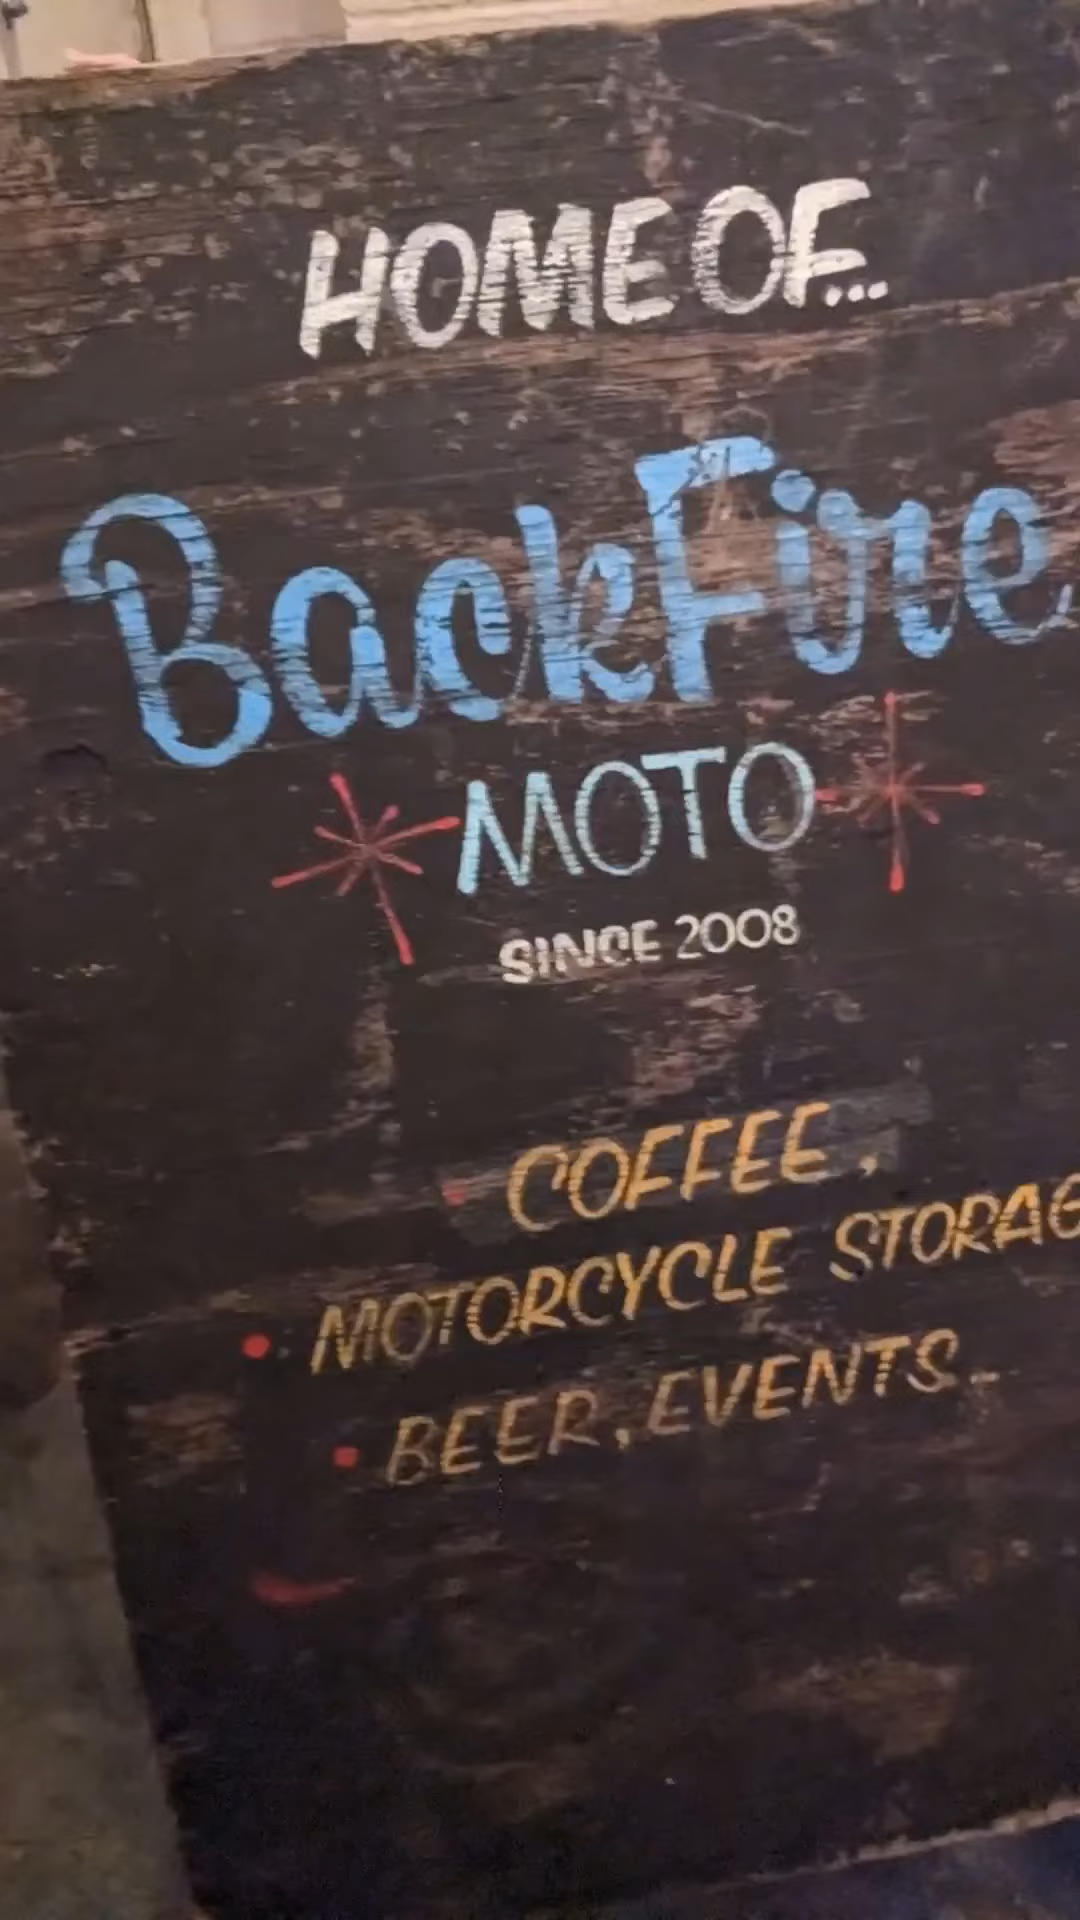 HOME OF...
BackFire
MOTO
SINCE 2008
COFFEE,
• MOTORCYCLE STORAG
• BEER, EVENTS..